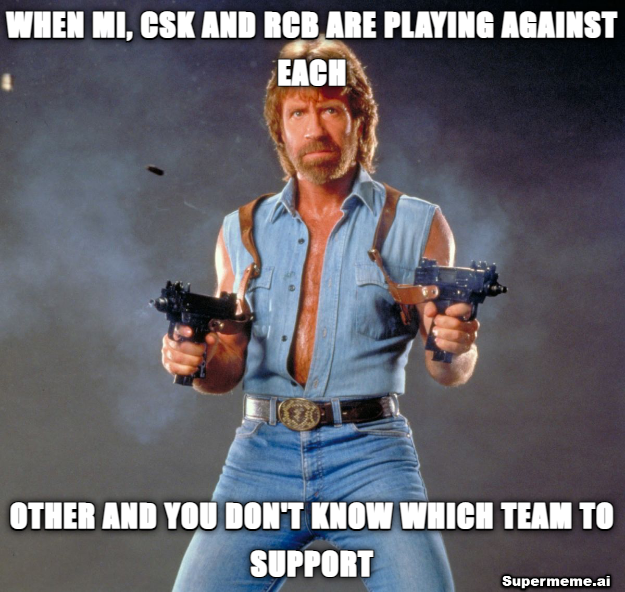 WHEN MI, CSK AND RCB ARE PLAYING AGAINST
EACH
OTHER AND YOU DON'T KNOW WHICH TEAM TO
SUPPORT
Supermeme.ai